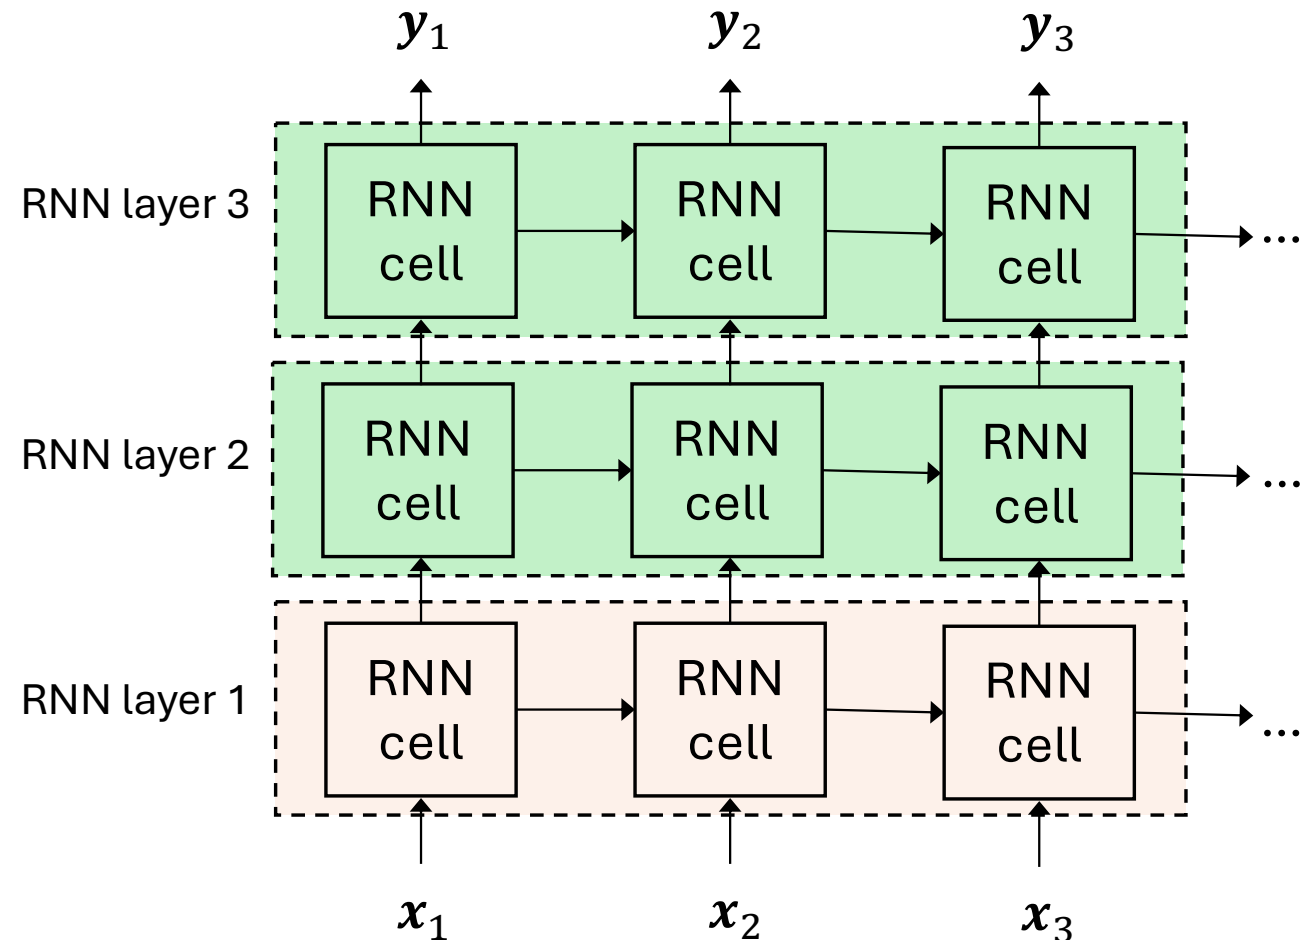 y1 y2 y3
RNN layer 3
RNN RNN RNN
cell cell cell
...
RNN layer 2
RNN RNN RNN
cell cell cell
...
RNN layer 1
RNN RNN RNN
cell cell cell
...
x1 x2 x3